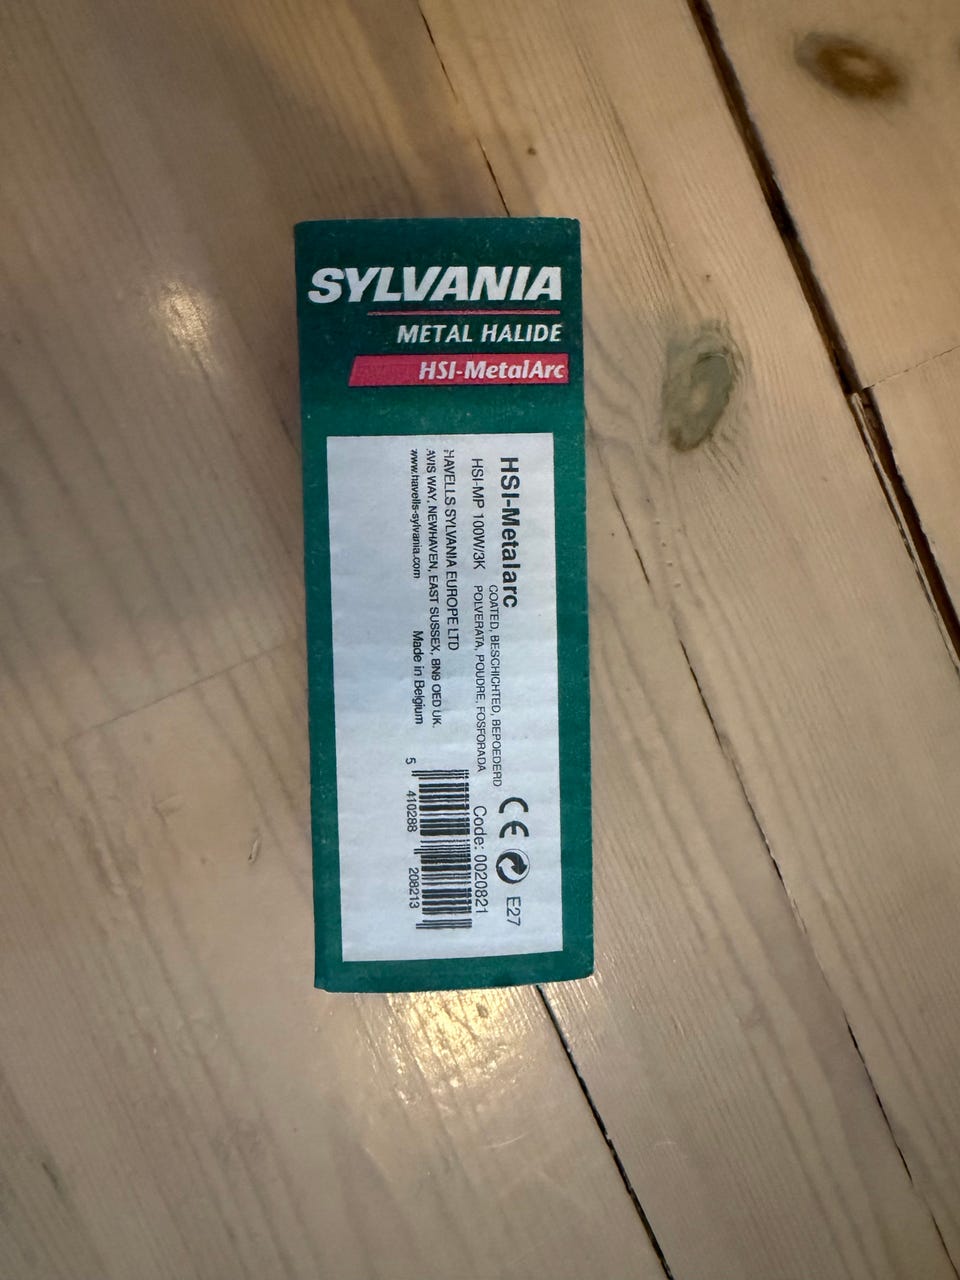 SYLVANIA
METAL HALIDE
HSI-MetalArc
HSI-Metalarc
COATED, BESCHICHTED, BEPOEDERD
HSI-MP 100W/3K POLVERATA, POUDRE, FOSFORADA
HAVELLS SYLVANIA EUROPE LTD
AVIS WAY, NEWHAVEN, EAST SUSSEX, BN9 OED UK.
www.havells-sylvania.com Made in Belgium
CE E27
Code: 0020821
5 410288 208213